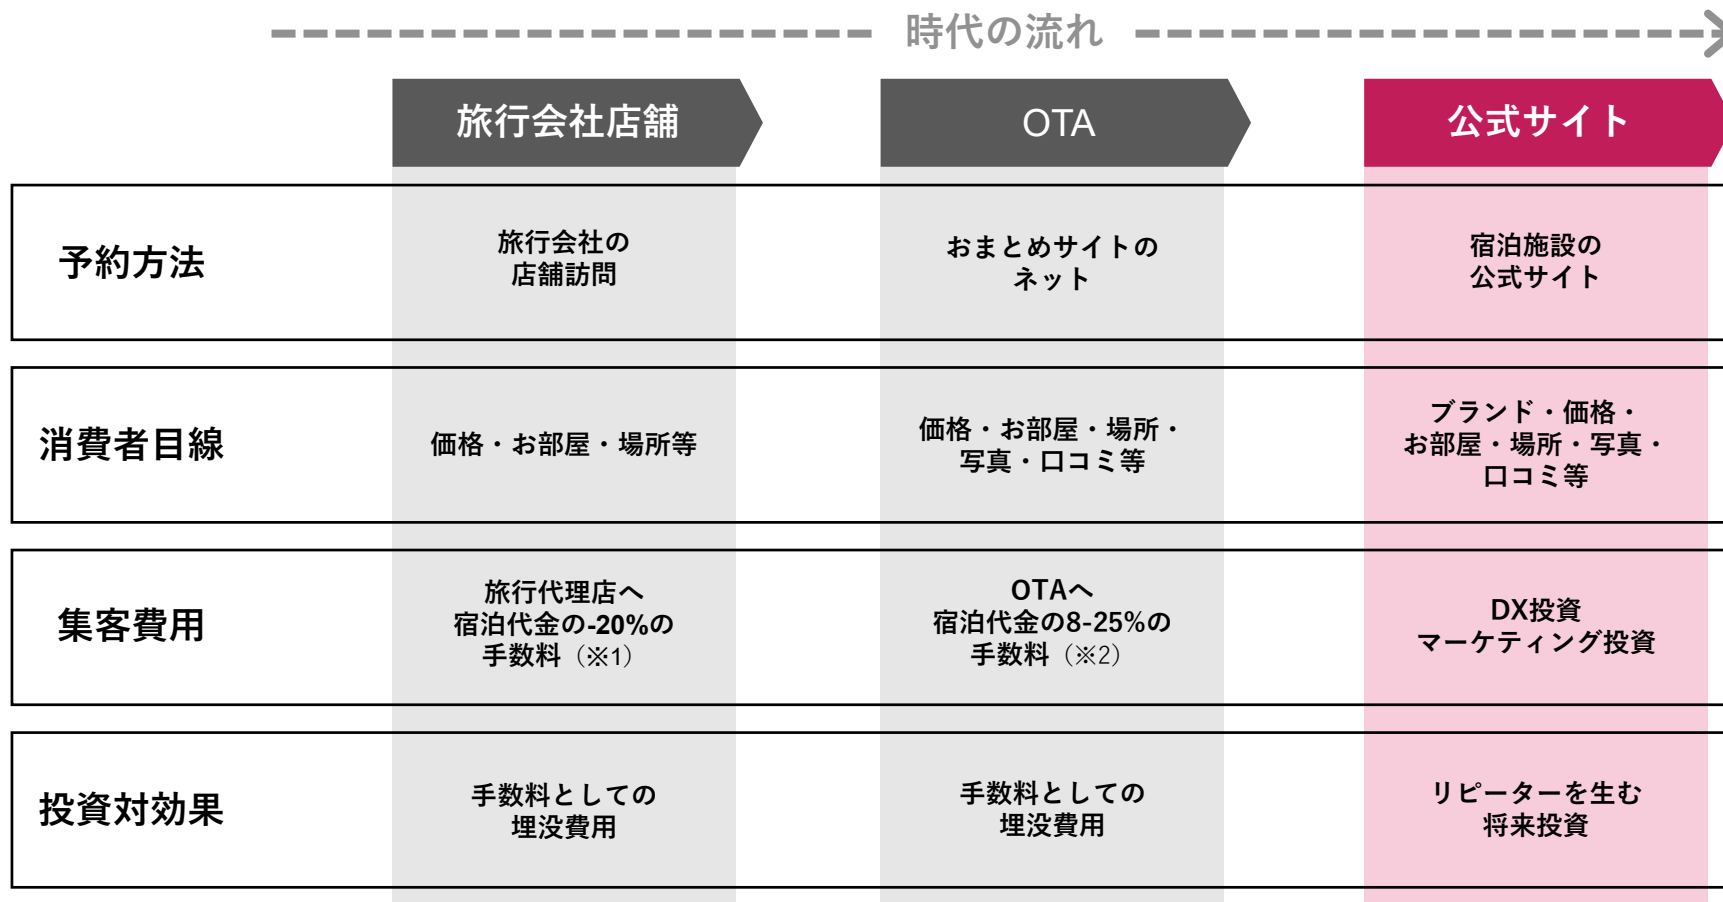 時代の流れ
旅行会社店舗
OTA
公式サイト
予約方法
旅行会社の
店舗訪問
おまとめサイトの
ネット
宿泊施設の
公式サイト
消費者目線
価格・お部屋・場所等
価格・お部屋・場所・
写真・口コミ等
ブランド・価格・
お部屋・場所・写真・
口コミ等
集客費用
旅行代理店へ
宿泊代金の-20%の
手数料（※1）
OTAへ
宿泊代金の8-25%の
手数料（※2）
DX投資
マーケティング投資
投資対効果
手数料としての
埋没費用
手数料としての
埋没費用
リピーターを生む
将来投資